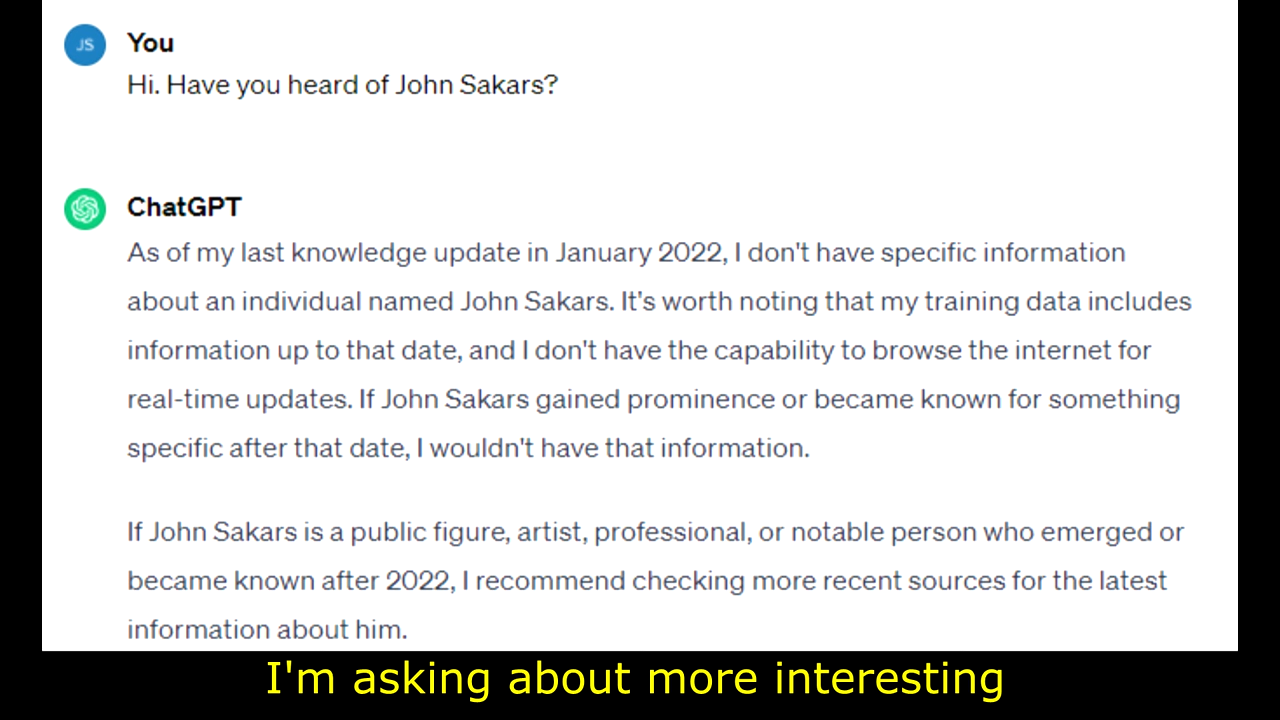 JS
You
Hi. Have you heard of John Sakars?
ChatGPT
As of my last knowledge update in January 2022, I don't have specific information
about an individual named John Sakars. It's worth noting that my training data includes
information up to that date, and I don't have the capability to browse the internet for
real-time updates. If John Sakars gained prominence or became known for something
specific after that date, I wouldn't have that information.
If John Sakars is a public figure, artist, professional, or notable person who emerged or
became known after 2022, I recommend checking more recent sources for the latest
information about him.
I'm asking about more interesting